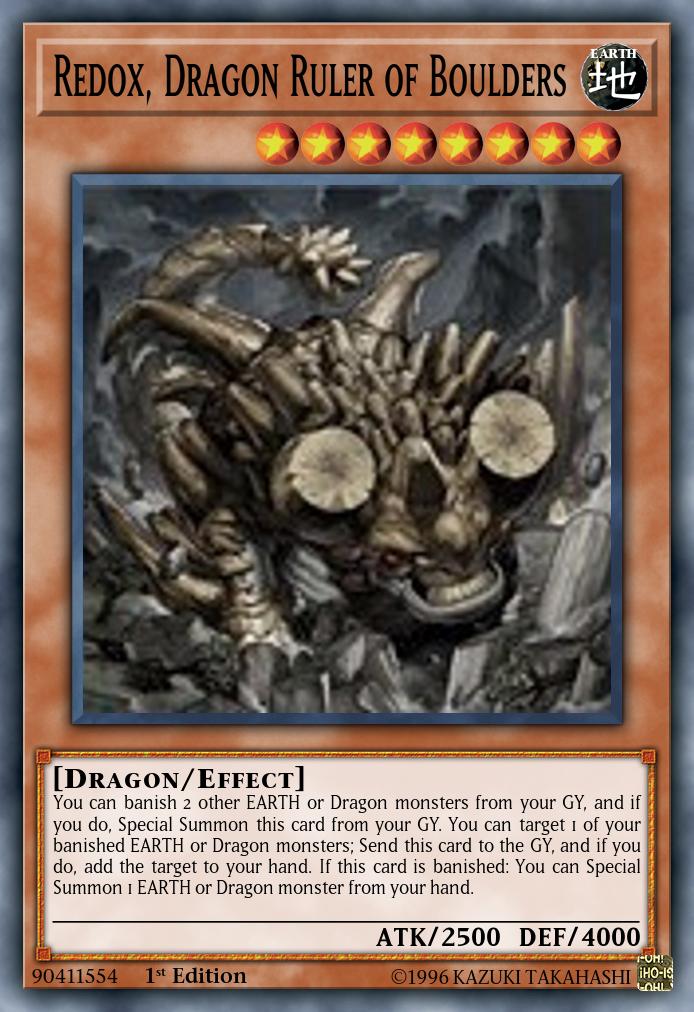 REDOX, DRAGON RULER OF BOULDERS
EARTH
地
[DRAGON/EFFECT]
You can banish 2 other EARTH or Dragon monsters from your GY, and if
you do, Special Summon this card from your GY. You can target 1 of your
banished EARTH or Dragon monsters; Send this card to the GY, and if you
do, add the target to your hand. If this card is banished: You can Special
Summon 1 EARTH or Dragon monster from your hand.
ATK/2500 DEF/4000
90411554 1st Edition ©1996 KAZUKI TAKAHASHI